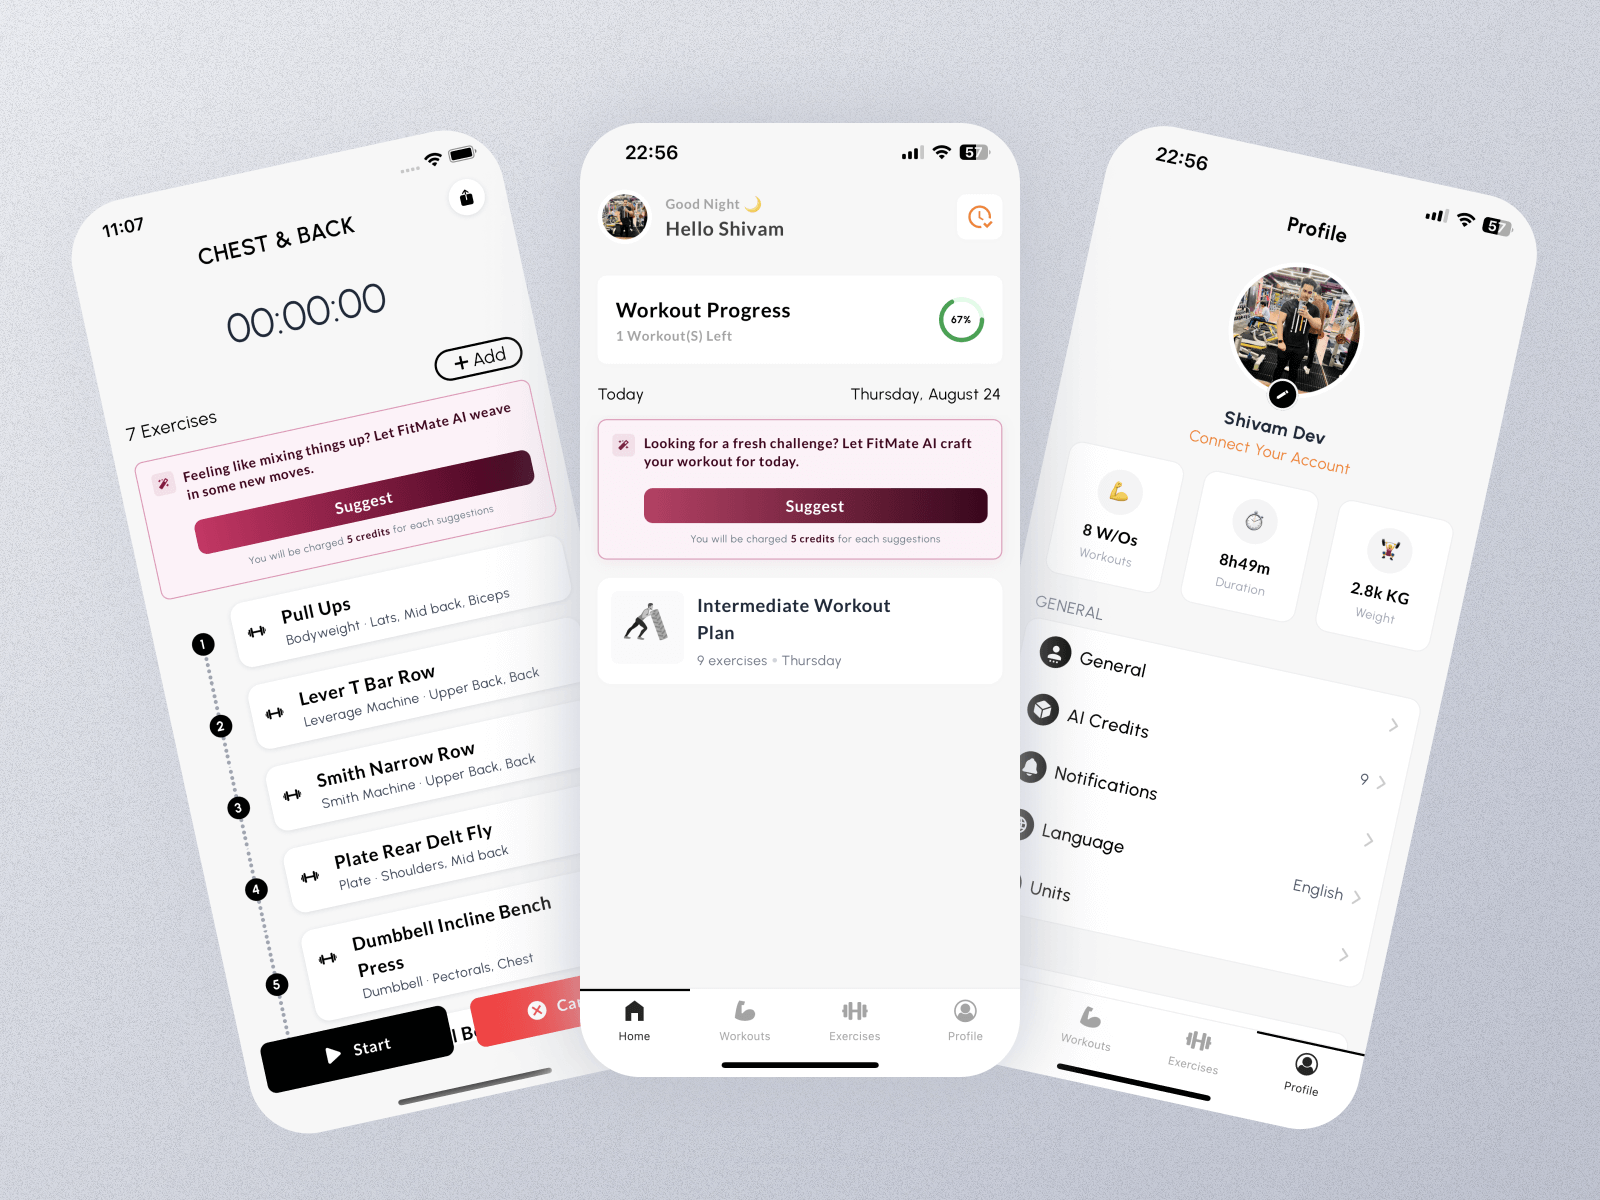 11:07
CHEST & BACK
00:00:00
+ Add
7 Exercises
Feeling like mixing things up? Let FitMate AI weave
in some new moves.
Suggest
You will be charged 5 credits for each suggestions
1
Pull Ups
Bodyweight · Lats, Mid back, Biceps
2
Lever T Bar Row
Leverage Machine · Upper Back, Back
3
Smith Narrow Row
Smith Machine · Upper Back, Back
4
Plate Rear Delt Fly
Plate · Shoulders, Mid back
5
Dumbbell Incline Bench
Press
Dumbbell · Pectorals, Chest
Start
22:56
57
Good Night 🌙
Hello Shivam
Workout Progress
1 Workout(S) Left
67%
Today
Thursday, August 24
Looking for a fresh challenge? Let FitMate AI craft
your workout for today.
Suggest
You will be charged 5 credits for each suggestions
Intermediate Workout
Plan
9 exercises • Thursday
Home
Workouts
Exercises
Profile
22:56
57
Profile
Shivam Dev
Connect Your Account
8 W/Os
Workouts
8h49m
Duration
2.8k KG
Weight
GENERAL
General
AI Credits
9
Notifications
Language
English
Units
Workouts
Exercises
Profile